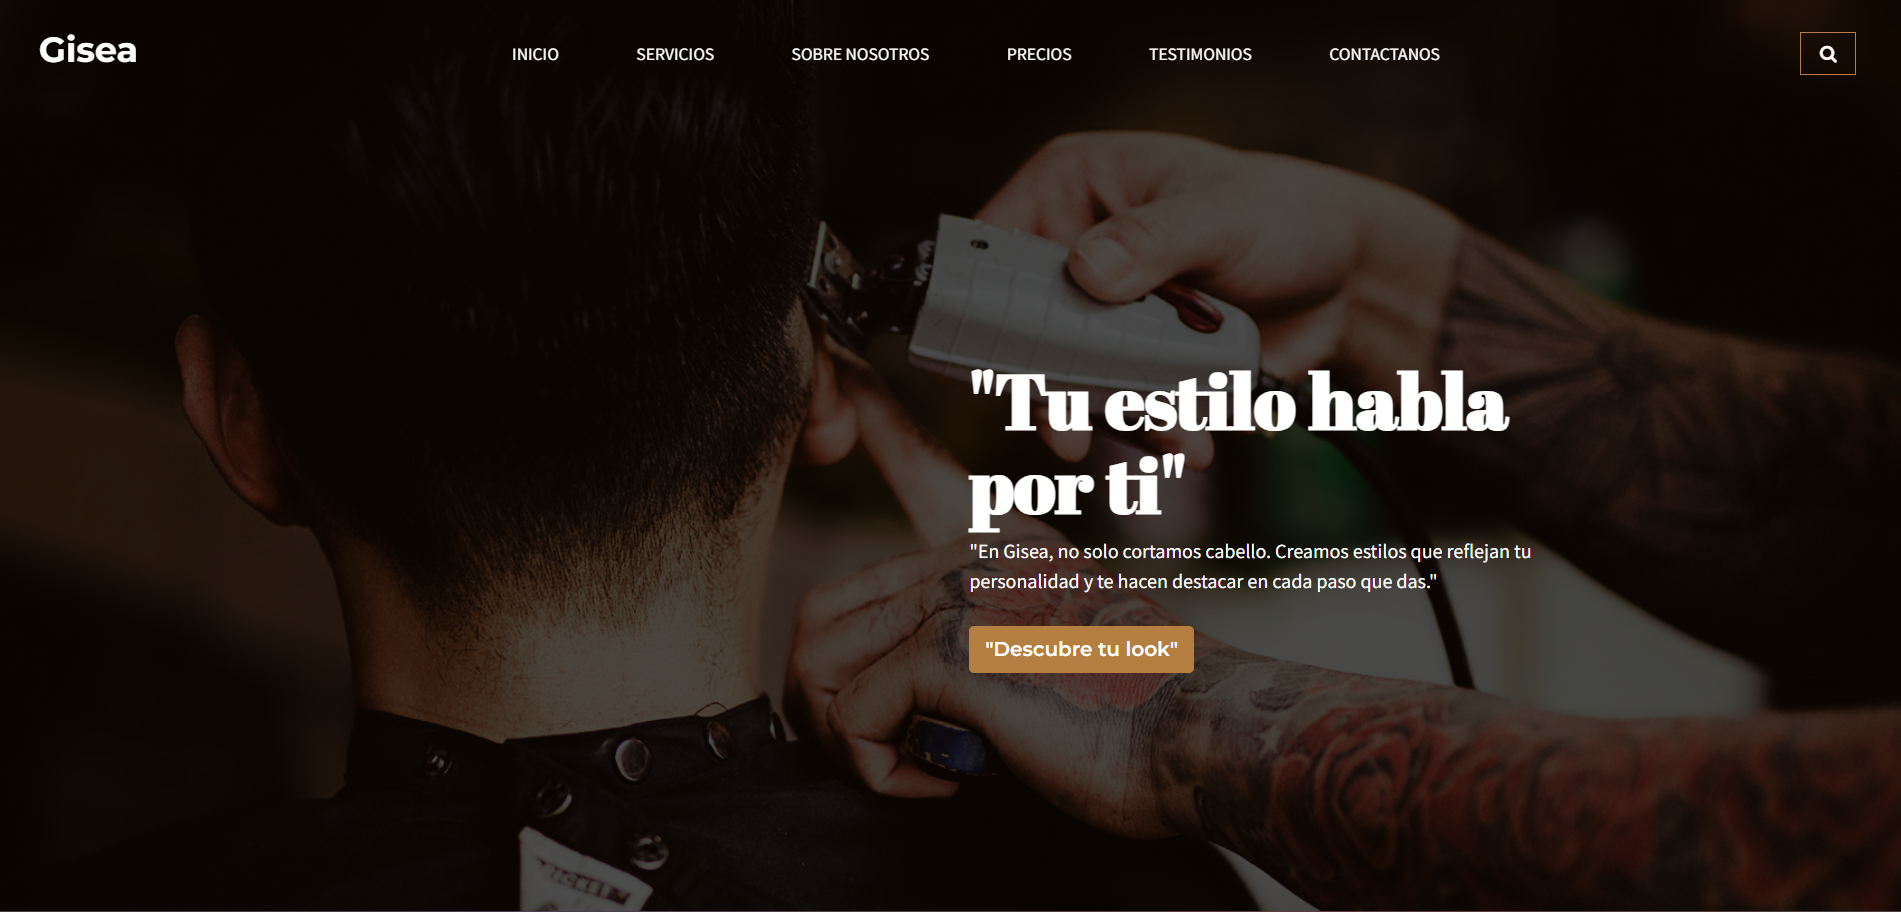 Gisea
INICIO
SERVICIOS
SOBRE NOSOTROS
PRECIOS
TESTIMONIOS
CONTACTANOS
"Tu estilo habla
por ti"
"En Gisea, no solo cortamos cabello. Creamos estilos que reflejan tu
personalidad y te hacen destacar en cada paso que das."
"Descubre tu look"